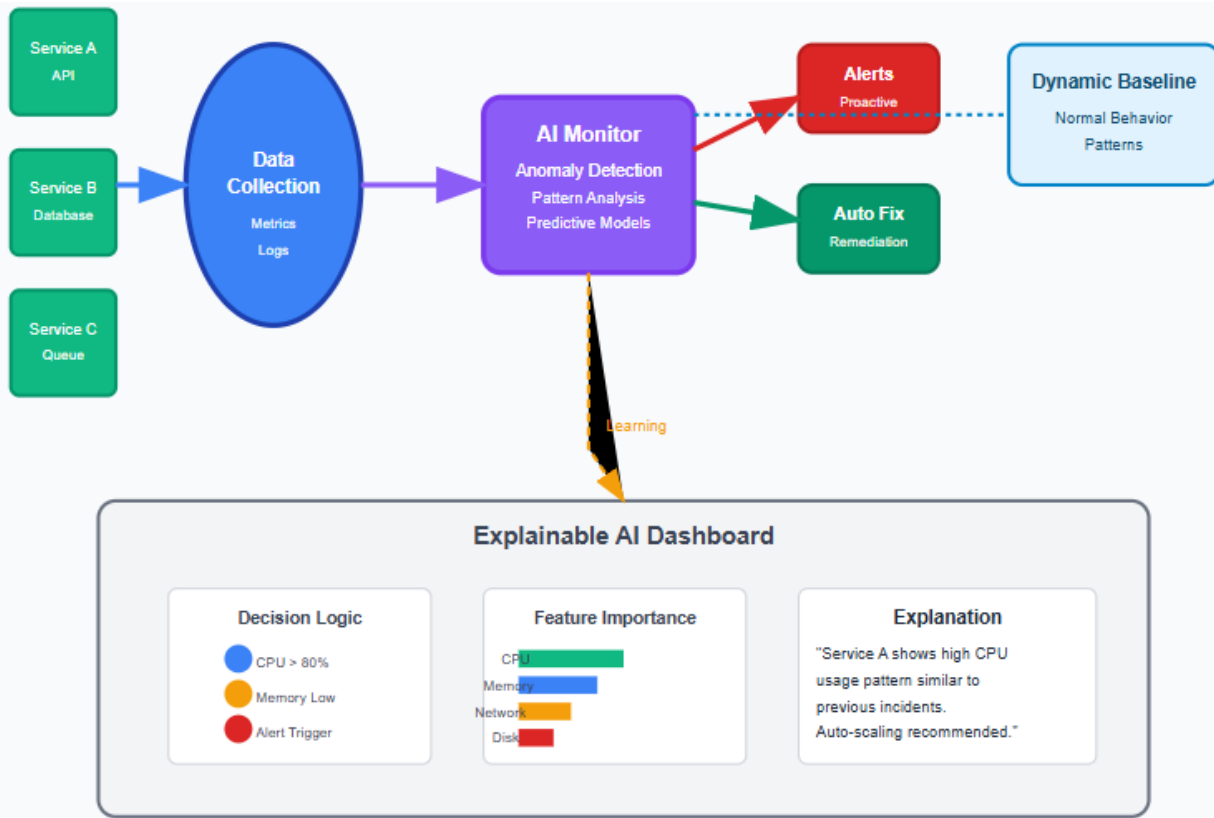 Service A
API
Service B
Database
Service C
Queue
Data
Collection
Metrics
Logs
AI Monitor
Anomaly Detection
Pattern Analysis
Predictive Models
Alerts
Proactive
Auto Fix
Remediation
Dynamic Baseline
Normal Behavior
Patterns
Learning
Explainable AI Dashboard
Decision Logic
CPU > 80%
Memory Low
Alert Trigger
Feature Importance
CPU
Memory
Network
Disk
Explanation
"Service A shows high CPU
usage pattern similar to
previous incidents.
Auto-scaling recommended."